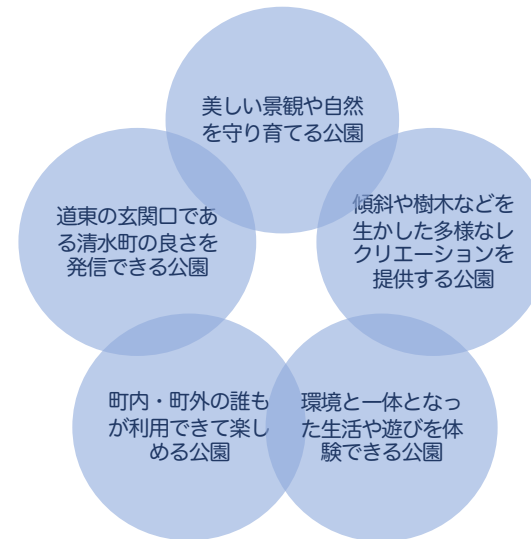 美しい景観や自然
を守り育てる公園
道東の玄関口であ
る清水町の良さを
発信できる公園
傾斜や樹木などを
生かした多様なレ
クリエーションを
提供する公園
町内・町外の誰も
が利用できて楽し
める公園
環境と一体となっ
た生活や遊びを体
験できる公園